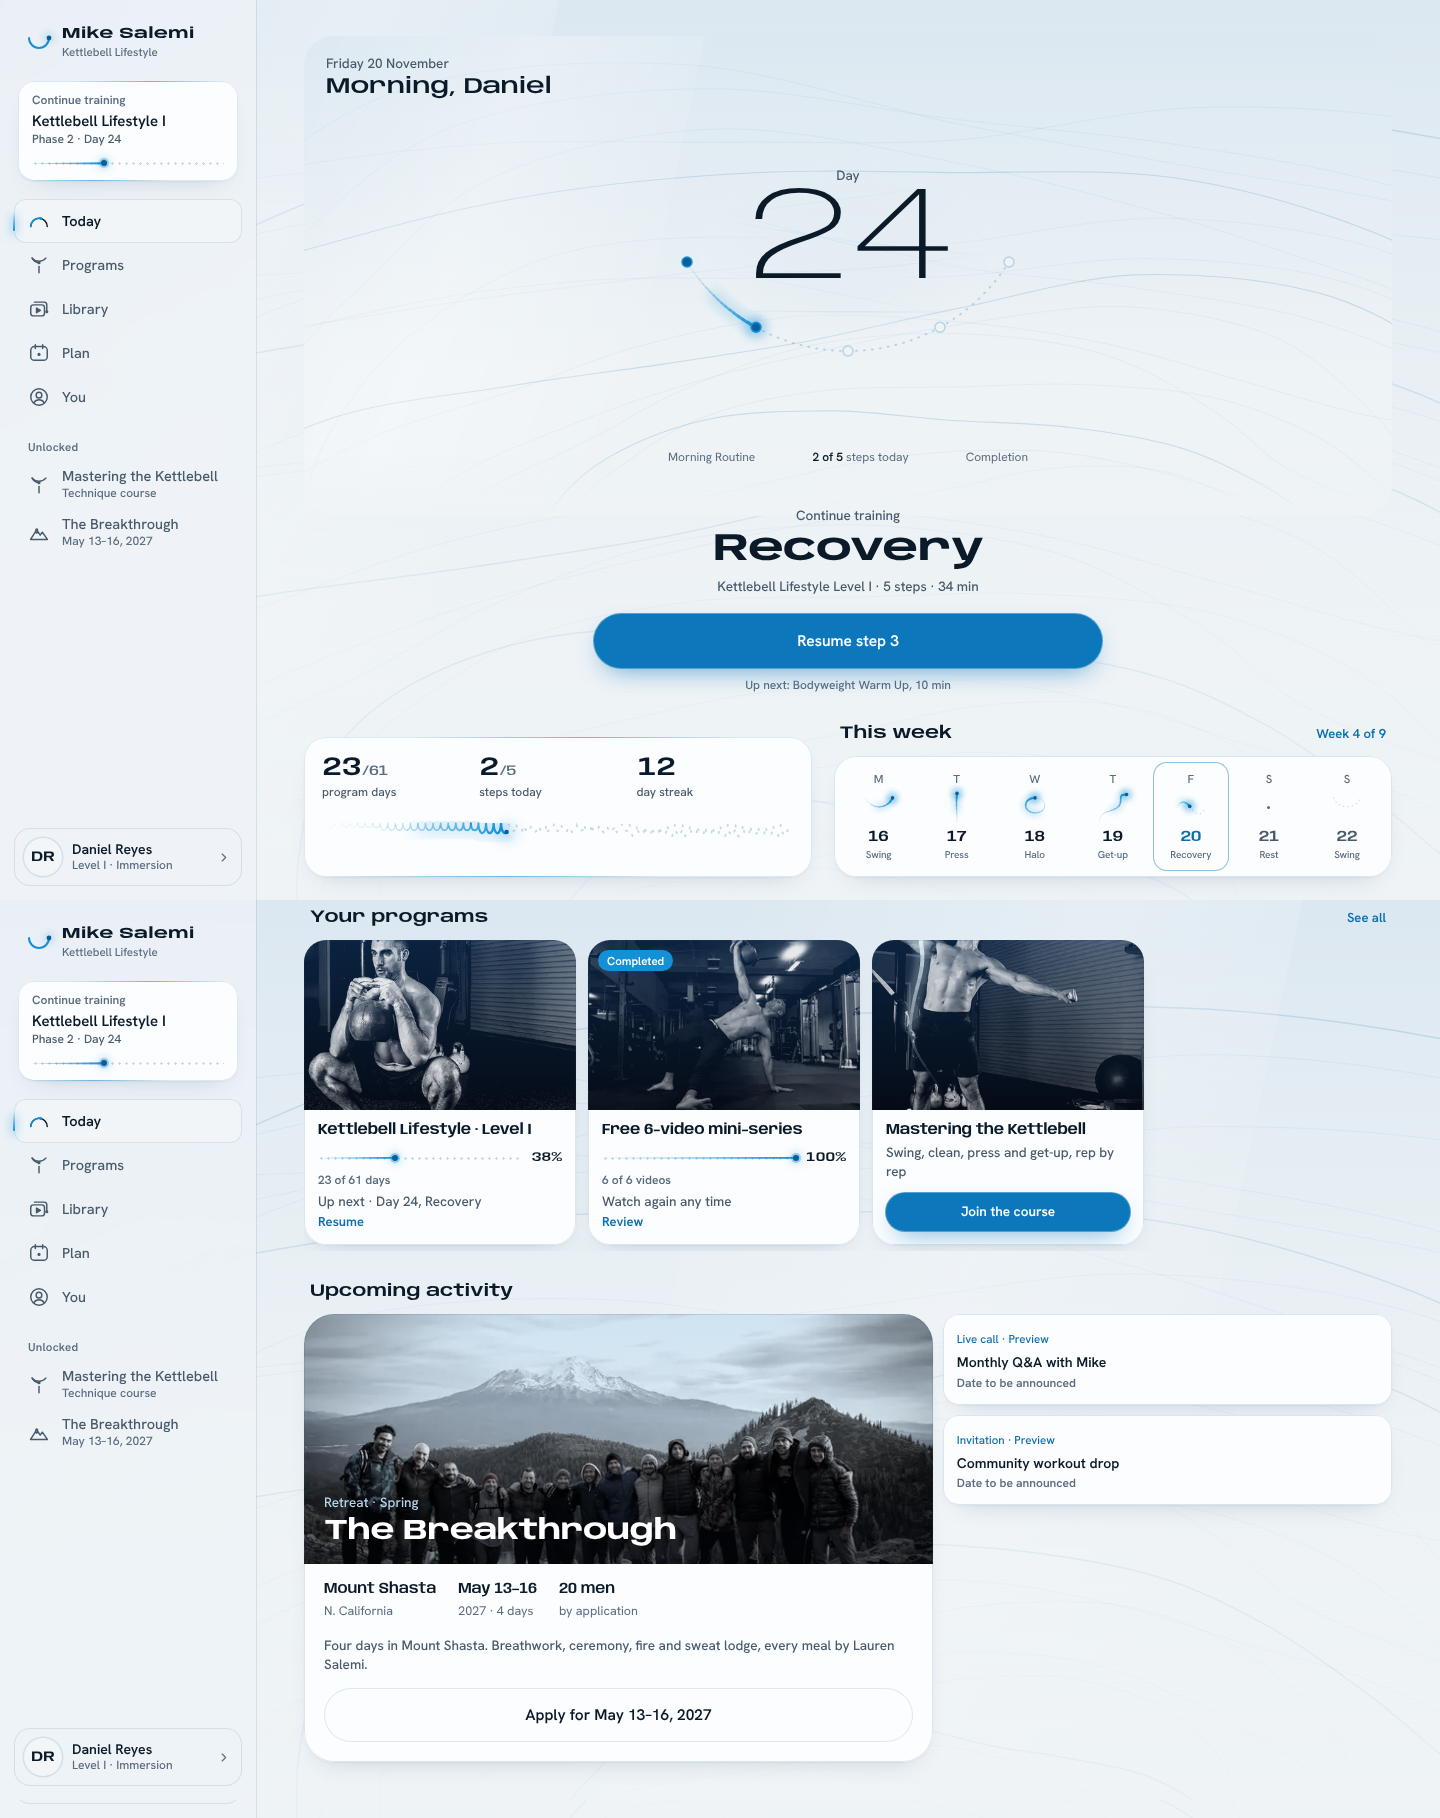 Mike Salemi
Kettlebell Lifestyle
Continue training
Kettlebell Lifestyle I
Phase 2 · Day 24
Today
Programs
Library
Plan
You
Unlocked
Mastering the Kettlebell
Technique course
The Breakthrough
May 13–16, 2027
DR
Daniel Reyes
Level I · Immersion
Friday 20 November
Morning, Daniel
Day
24
Morning Routine
2 of 5 steps today
Completion
Continue training
Recovery
Kettlebell Lifestyle Level I · 5 steps · 34 min
Resume step 3
Up next: Bodyweight Warm Up, 10 min
23/61
program days
2/5
steps today
12
day streak
This week
Week 4 of 9
M
T
W
T
F
S
S
16
17
18
19
20
21
22
Swing
Press
Halo
Get-up
Recovery
Rest
Swing
Mike Salemi
Kettlebell Lifestyle
Continue training
Kettlebell Lifestyle I
Phase 2 · Day 24
Today
Programs
Library
Plan
You
Unlocked
Mastering the Kettlebell
Technique course
The Breakthrough
May 13–16, 2027
DR
Daniel Reyes
Level I · Immersion
Your programs
See all
Kettlebell Lifestyle · Level I
38%
23 of 61 days
Up next · Day 24, Recovery
Resume
Completed
Free 6-video mini-series
100%
6 of 6 videos
Watch again any time
Review
Mastering the Kettlebell
Swing, clean, press and get-up, rep by
rep
Join the course
Upcoming activity
Retreat · Spring
The Breakthrough
Mount Shasta
N. California
May 13–16
2027 · 4 days
20 men
by application
Four days in Mount Shasta. Breathwork, ceremony, fire and sweat lodge, every meal by Lauren
Salemi.
Apply for May 13–16, 2027
Live call · Preview
Monthly Q&A with Mike
Date to be announced
Invitation · Preview
Community workout drop
Date to be announced